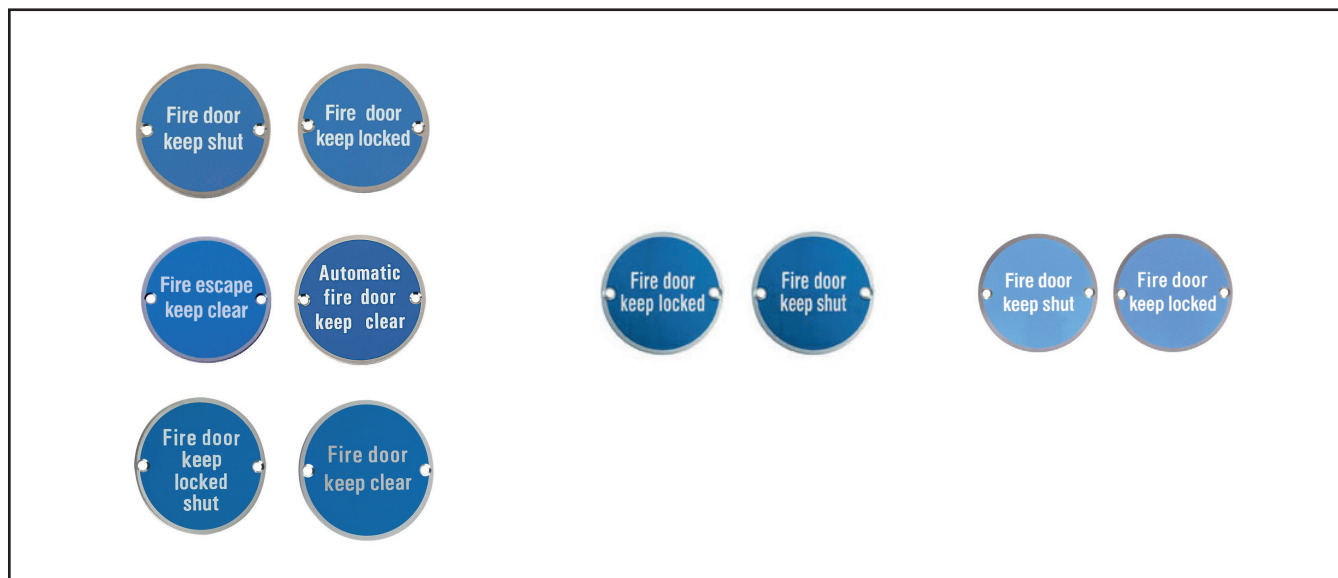 Fire door
keep shut
Fire door
keep locked
Fire escape
keep clear
Automatic
fire door
keep clear
Fire door
keep
locked
shut
Fire door
keep clear
Fire door
keep locked
Fire door
keep shut
Fire door
keep shut
Fire door
keep locked